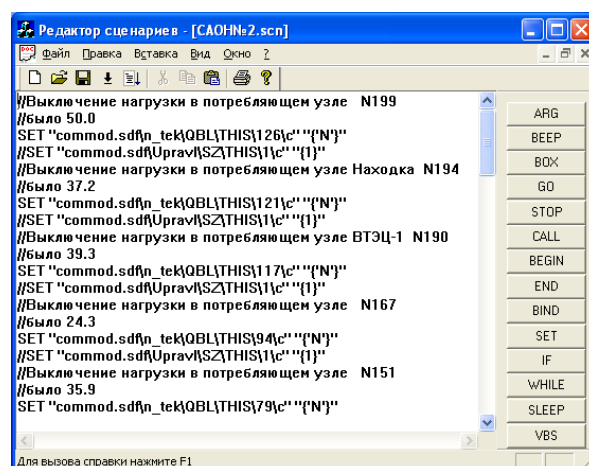 Редактор сценариев - [САОН№2.scn]
Файл Правка Вставка Вид Окно ?
//Выключение нагрузки в потребляющем узле N199
//было 50.0
SET "commod.sdf\n_tek\QBL\THIS\126\c" "{'N'}"
//SET "commod.sdf\Upravl\SZ\THIS\1\c" "{1}"
//Выключение нагрузки в потребляющем узле Находка N194
//было 37.2
SET "commod.sdf\n_tek\QBL\THIS\121\c" "{'N'}"
//SET "commod.sdf\Upravl\SZ\THIS\1\c" "{1}"
//Выключение нагрузки в потребляющем узле ВТЭЦ-1 N190
//было 39.3
SET "commod.sdf\n_tek\QBL\THIS\117\c" "{'N'}"
//SET "commod.sdf\Upravl\SZ\THIS\1\c" "{1}"
//Выключение нагрузки в потребляющем узле N167
//было 24.3
SET "commod.sdf\n_tek\QBL\THIS\94\c" "{'N'}"
//SET "commod.sdf\Upravl\SZ\THIS\1\c" "{1}"
//Выключение нагрузки в потребляющем узле N151
//было 35.9
SET "commod.sdf\n_tek\QBL\THIS\79\c" "{'N'}"
ARG
BEEP
BOX
GO
STOP
CALL
BEGIN
END
BIND
SET
IF
WHILE
SLEEP
VBS
Для вызова справки нажмите F1